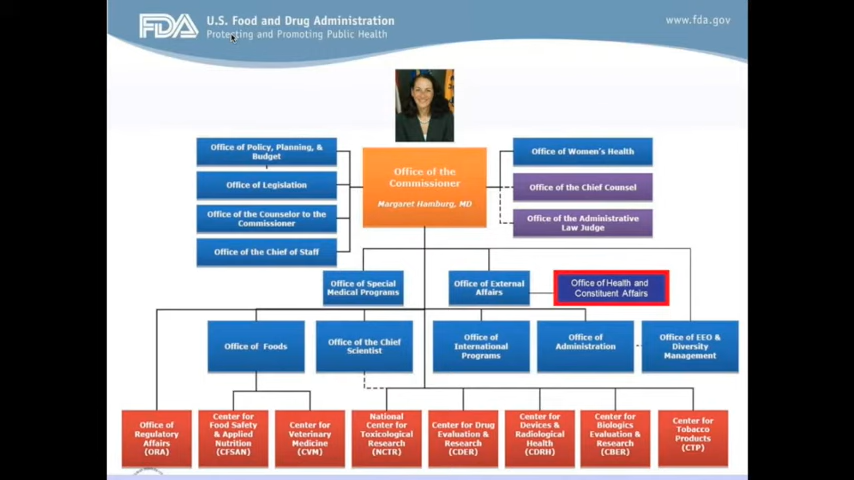 FDA
U.S. Food and Drug Administration
Protecting and Promoting Public Health
www.fda.gov
Office of Policy, Planning, &
Budget
Office of Legislation
Office of the Counselor to the
Commissioner
Office of the Chief of Staff
Office of the
Commissioner
Margaret Hamburg, MD
Office of Women's Health
Office of the Chief Counsel
Office of the Administrative
Law Judge
Office of Special
Medical Programs
Office of External
Affairs
Office of Health and
Constituent Affairs
Office of Foods
Office of the Chief
Scientist
Office of
International
Programs
Office of
Administration
Office of EEO &
Diversity
Management
Office of
Regulatory
Affairs
(ORA)
Center for
Food Safety
& Applied
Nutrition
(CFSAN)
Center for
Veterinary
Medicine
(CVM)
National
Center for
Toxicological
Research
(NCTR)
Center for Drug
Evaluation &
Research
(CDER)
Center for
Devices &
Radiological
Health
(CDRH)
Center for
Biologics
Evaluation &
Research
(CBER)
Center for
Tobacco
Products
(CTP)